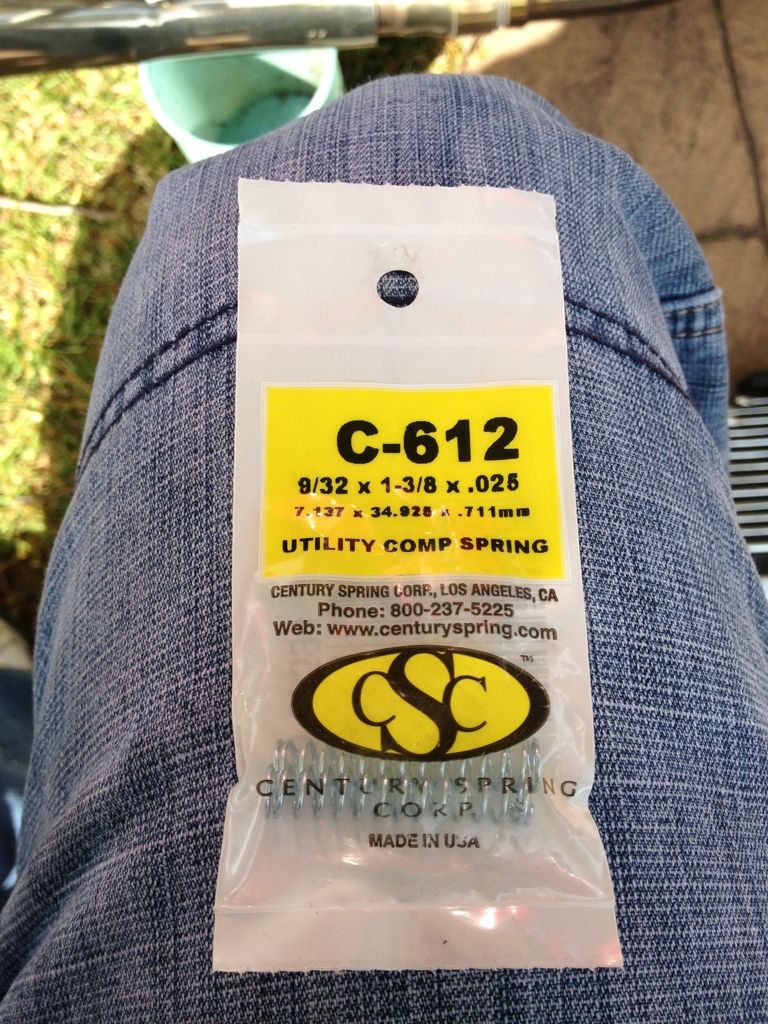 C-612
9/32 x 1-3/8 x .025
7.137 x 34.925 x .711mm
UTILITY COMP SPRING
CENTURY SPRING CORP., LOS ANGELES, CA
Phone: 800-237-5225
Web: www.centuryspring.com
CSC TM
CENTURY SPRING
CORP.
MADE IN USA